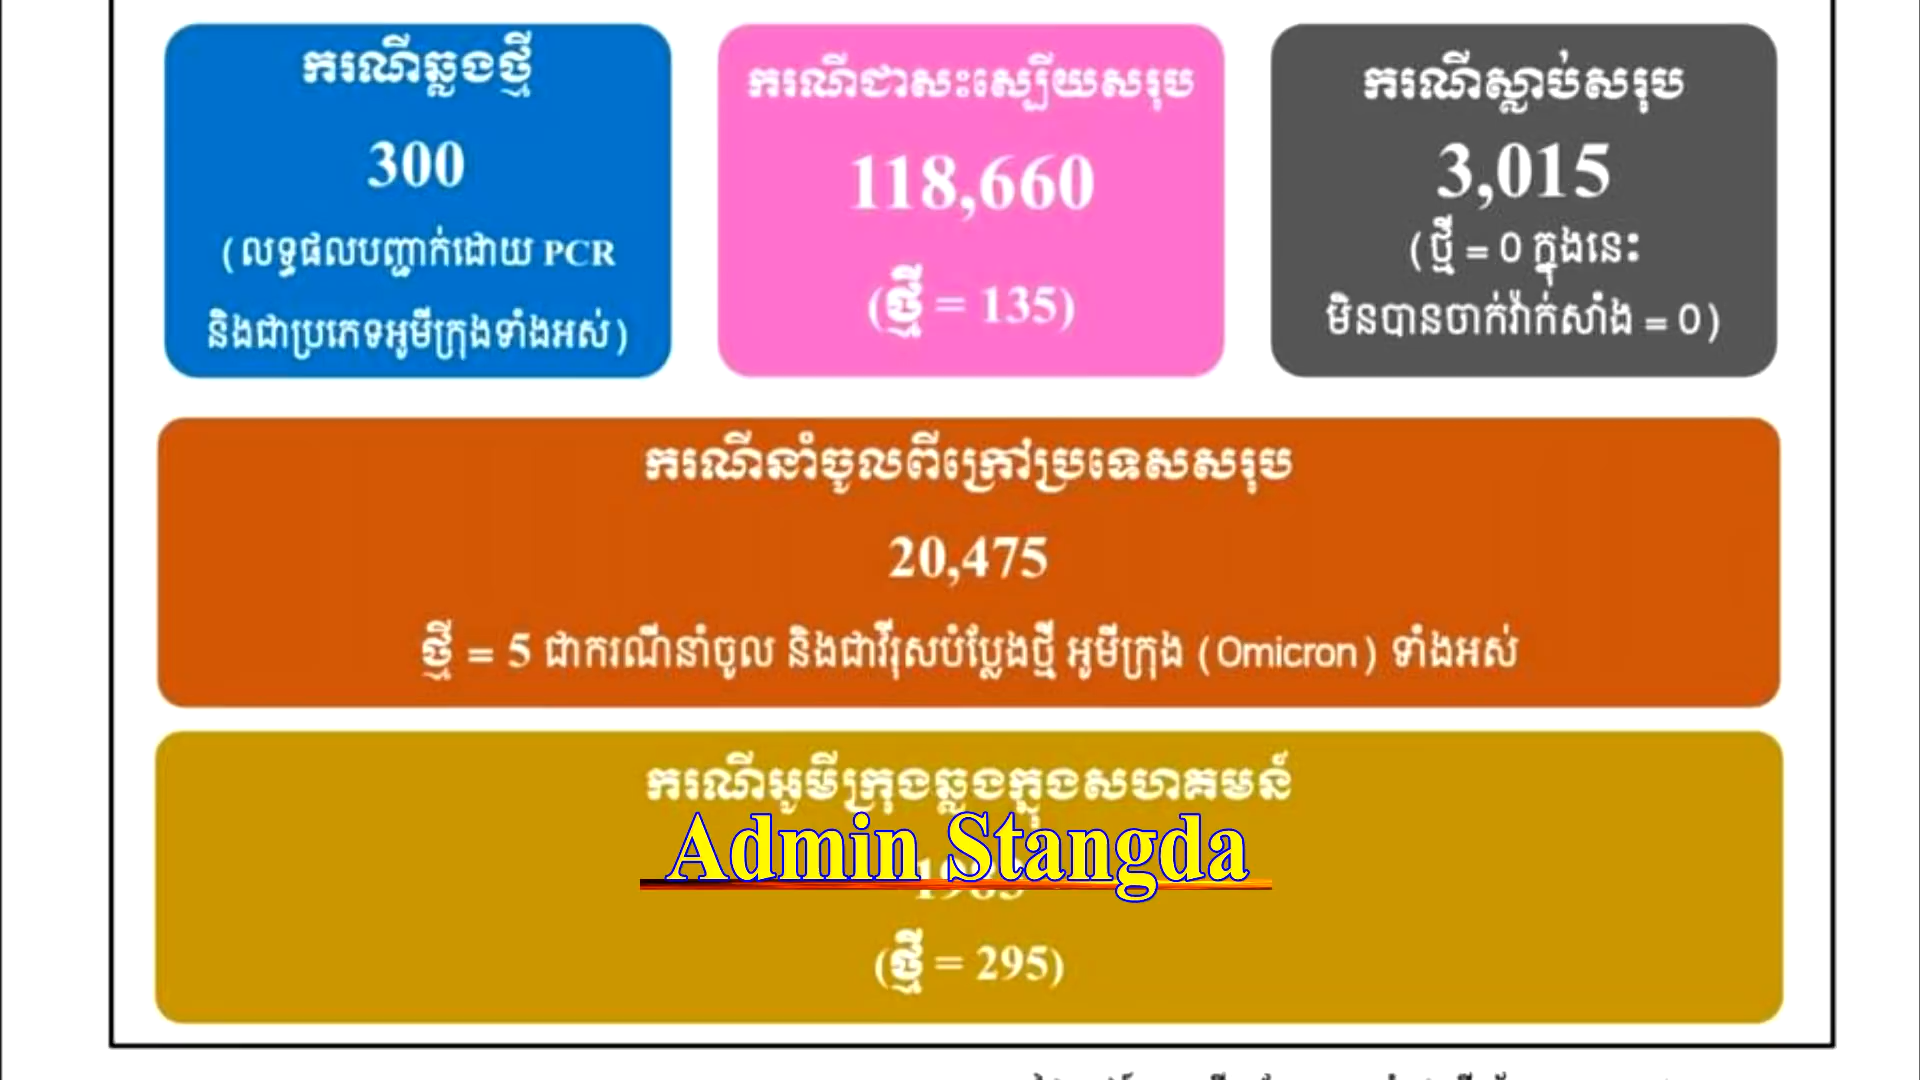 ករណីឆ្លងថ្មី
300
(លទ្ធផលបញ្ជាក់ដោយ PCR
និងជាប្រភេទអូមីក្រុងទាំងអស់)
ករណីជាសះស្បើយសរុប
118,660
(ថ្មី = 135)
ករណីស្លាប់សរុប
3,015
(ថ្មី = 0 ក្នុងនេះ
មិនបានចាក់វ៉ាក់សាំង = 0)
ករណីនាំចូលពីក្រៅប្រទេសសរុប
20,475
ថ្មី = 5 ជាករណីនាំចូល និងជាវីរុសបំប្លែងថ្មី អូមីក្រុង (Omicron) ទាំងអស់
ករណីអូមីក្រុងឆ្លងក្នុងសហគមន៍
Admin Stangda
(ថ្មី = 295)